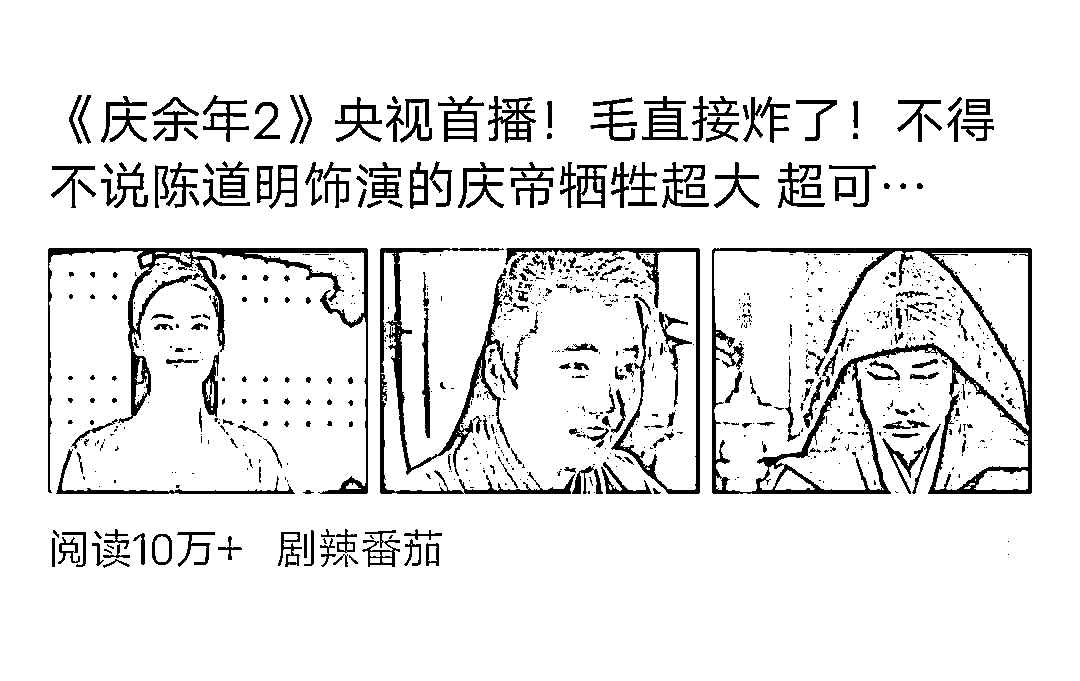 《庆余年2》央视首播！毛直接炸了！不得
不说陈道明饰演的庆帝牺牲超大 超可…
阅读10万+ 剧辣番茄